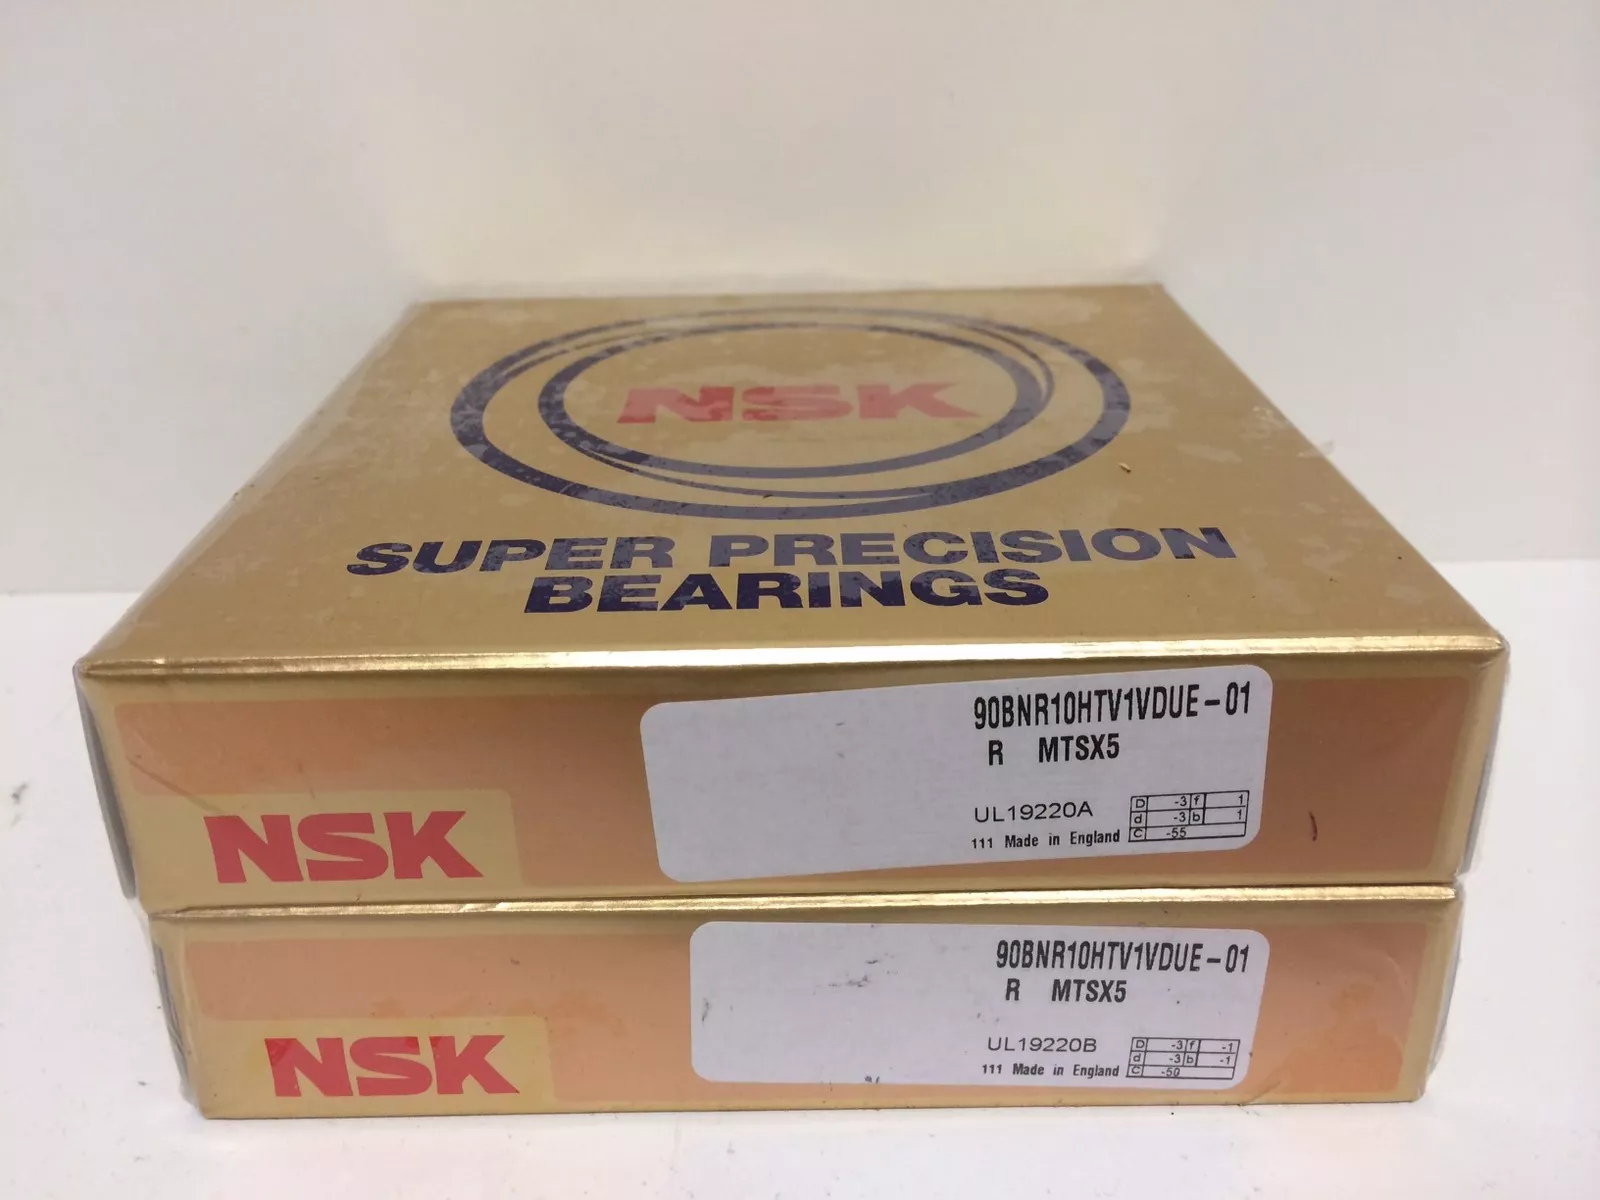 NSK
SUPER PRECISION
BEARINGS
NSK
90BNR10HTV1VDUE-01
R MTSX5
UL19220A
111 Made in England
D -3 f 1
d -3 b 1
C -55
NSK
90BNR10HTV1VDUE-01
R MTSX5
UL19220B
111 Made in England
D -3 f -1
d -3 b -1
C -50